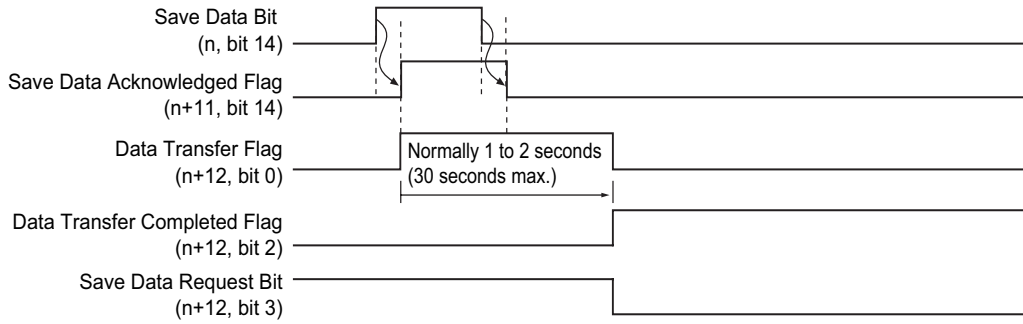 Save Data Bit
(n, bit 14)
Save Data Acknowledged Flag
(n+11, bit 14)
Data Transfer Flag
(n+12, bit 0)
Normally 1 to 2 seconds
(30 seconds max.)
Data Transfer Completed Flag
(n+12, bit 2)
Save Data Request Bit
(n+12, bit 3)